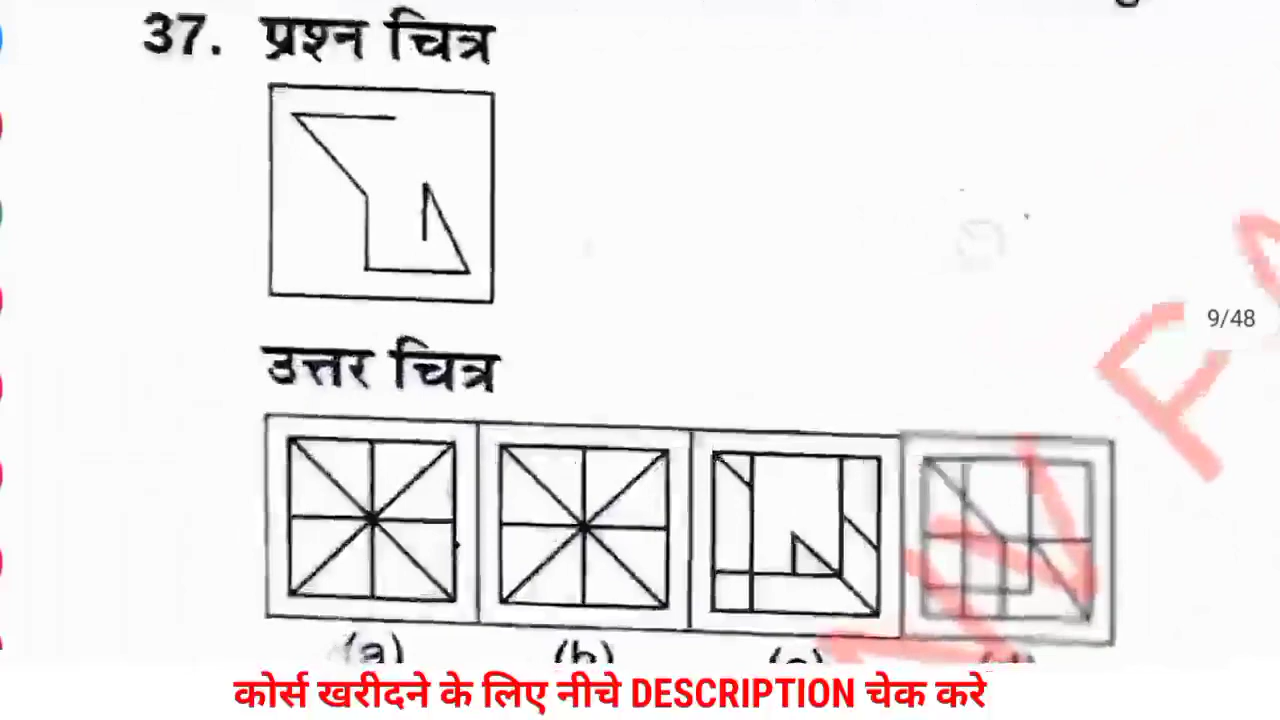 37. प्रश्न चित्र
9/48
उत्तर चित्र
(a) (b) (c) (d)
कोर्स खरीदने के लिए नीचे DESCRIPTION चेक करे